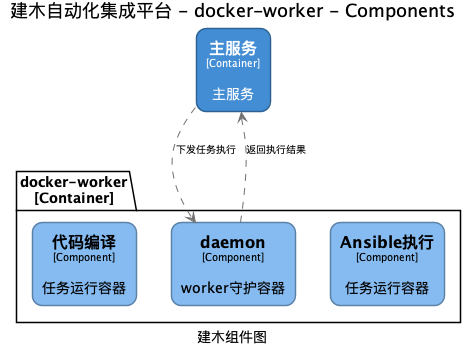 建木自动化集成平台 - docker-worker - Components
主服务
[Container]
主服务
下发任务执行
返回执行结果
docker-worker
[Container]
代码编译
[Component]
任务运行容器
daemon
[Component]
worker守护容器
Ansible执行
[Component]
任务运行容器
建木组件图